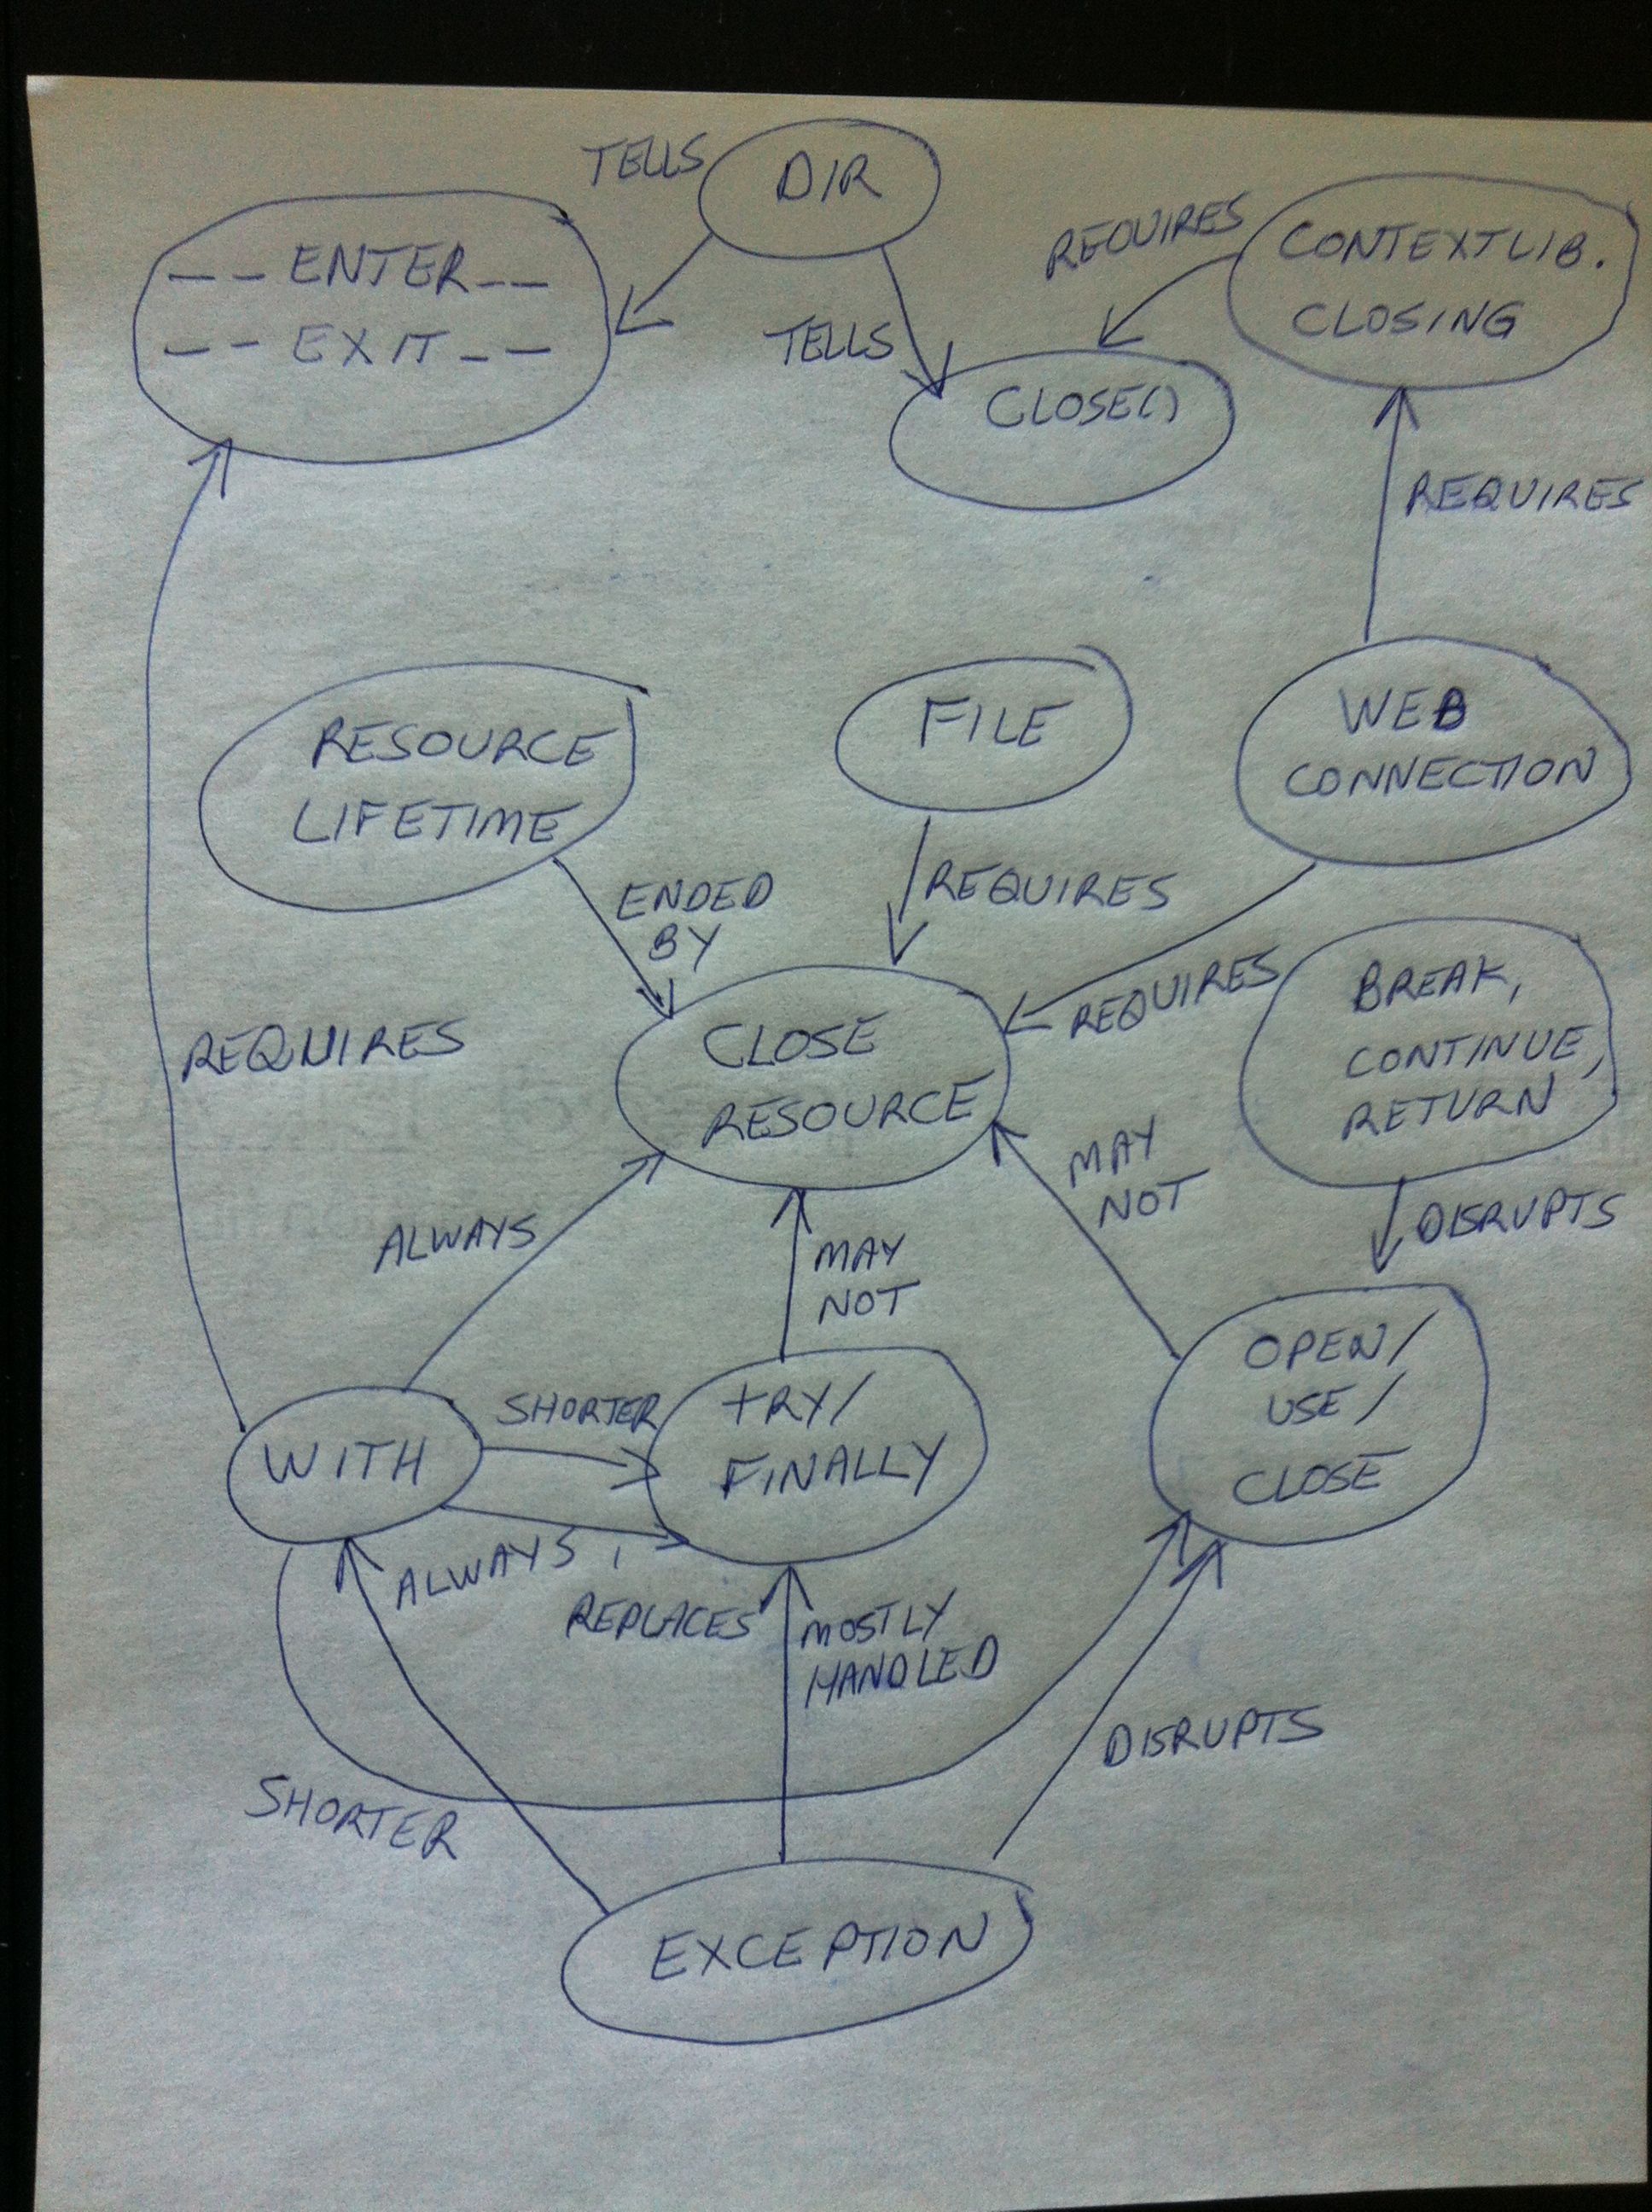 TELLS
DIR
REQUIRES
CONTEXTLIB.
CLOSING
__ENTER__
__EXIT__
TELLS
CLOSE()
REQUIRES
RESOURCE
LIFETIME
FILE
WEB
CONNECTION
ENDED
BY
REQUIRES
REQUIRES
BREAK,
CONTINUE,
RETURN
REQUIRES
CLOSE
RESOURCE
MAY
NOT
DISRUPTS
ALWAYS
MAY
NOT
OPEN/
USE/
CLOSE
WITH
SHORTER
TRY/
FINALLY
ALWAYS,
REPLACES
MOSTLY
HANDLED
DISRUPTS
SHORTER
EXCEPTION